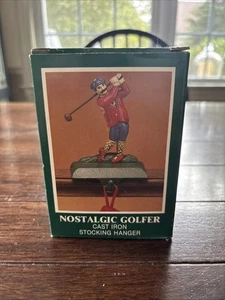 NOSTALGIC GOLFER
CAST IRON
STOCKING HANGER